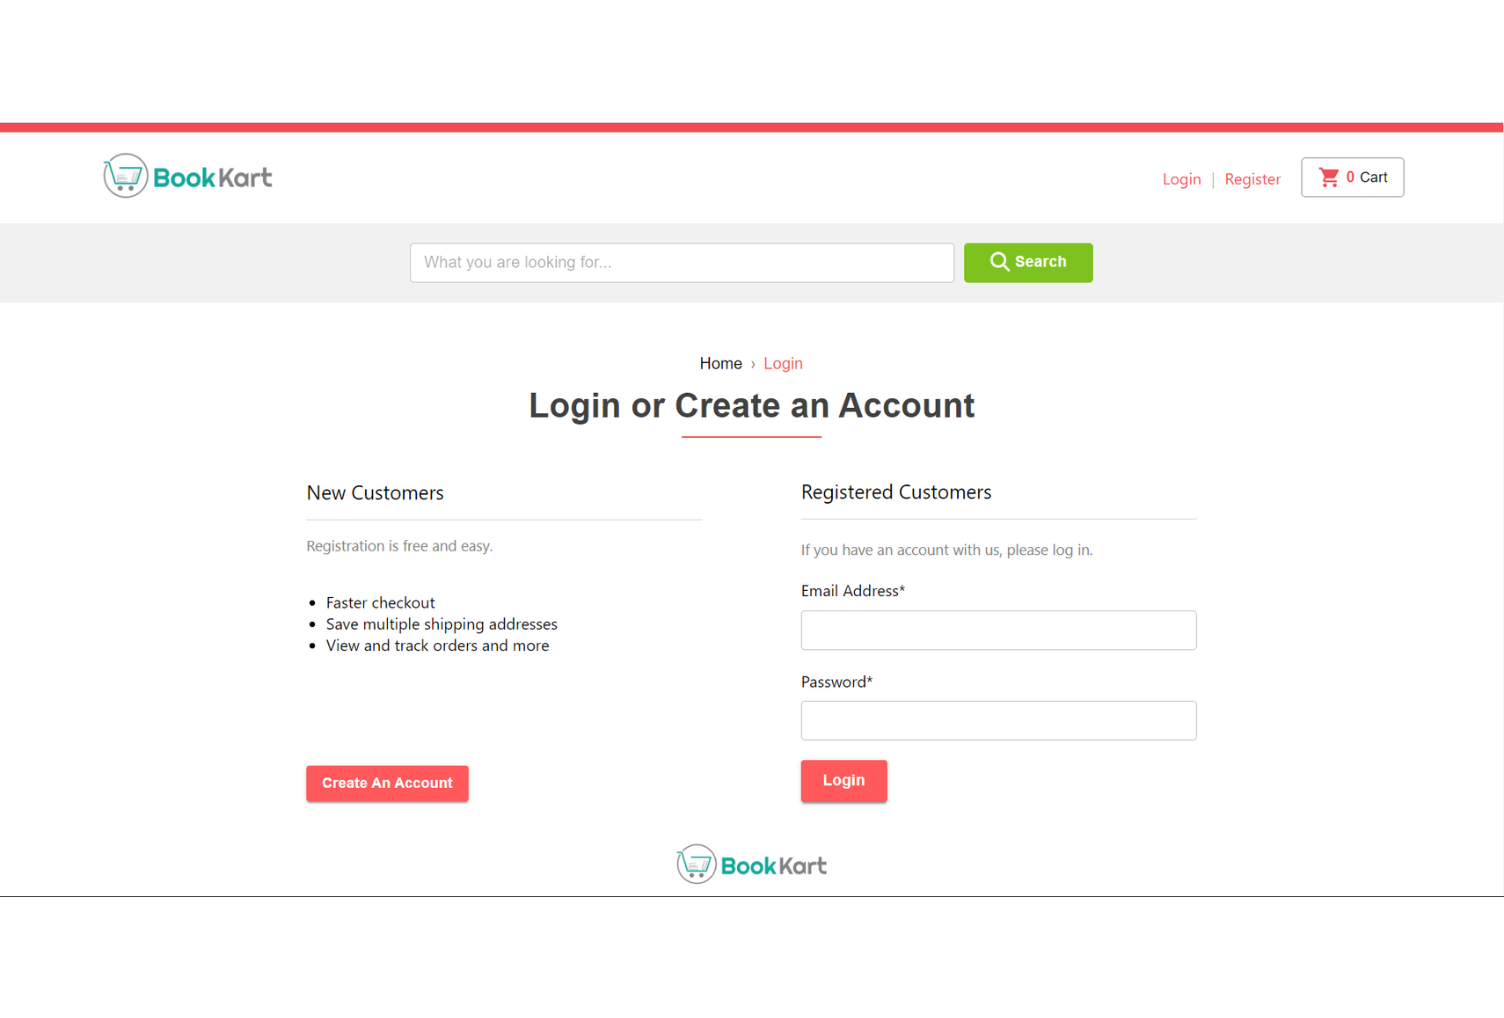 BookKart
Login | Register
0 Cart
What you are looking for...
Search
Home › Login
Login or Create an Account
New Customers
Registration is free and easy.
• Faster checkout
• Save multiple shipping addresses
• View and track orders and more
Create An Account
Registered Customers
If you have an account with us, please log in.
Email Address*
Password*
Login
BookKart